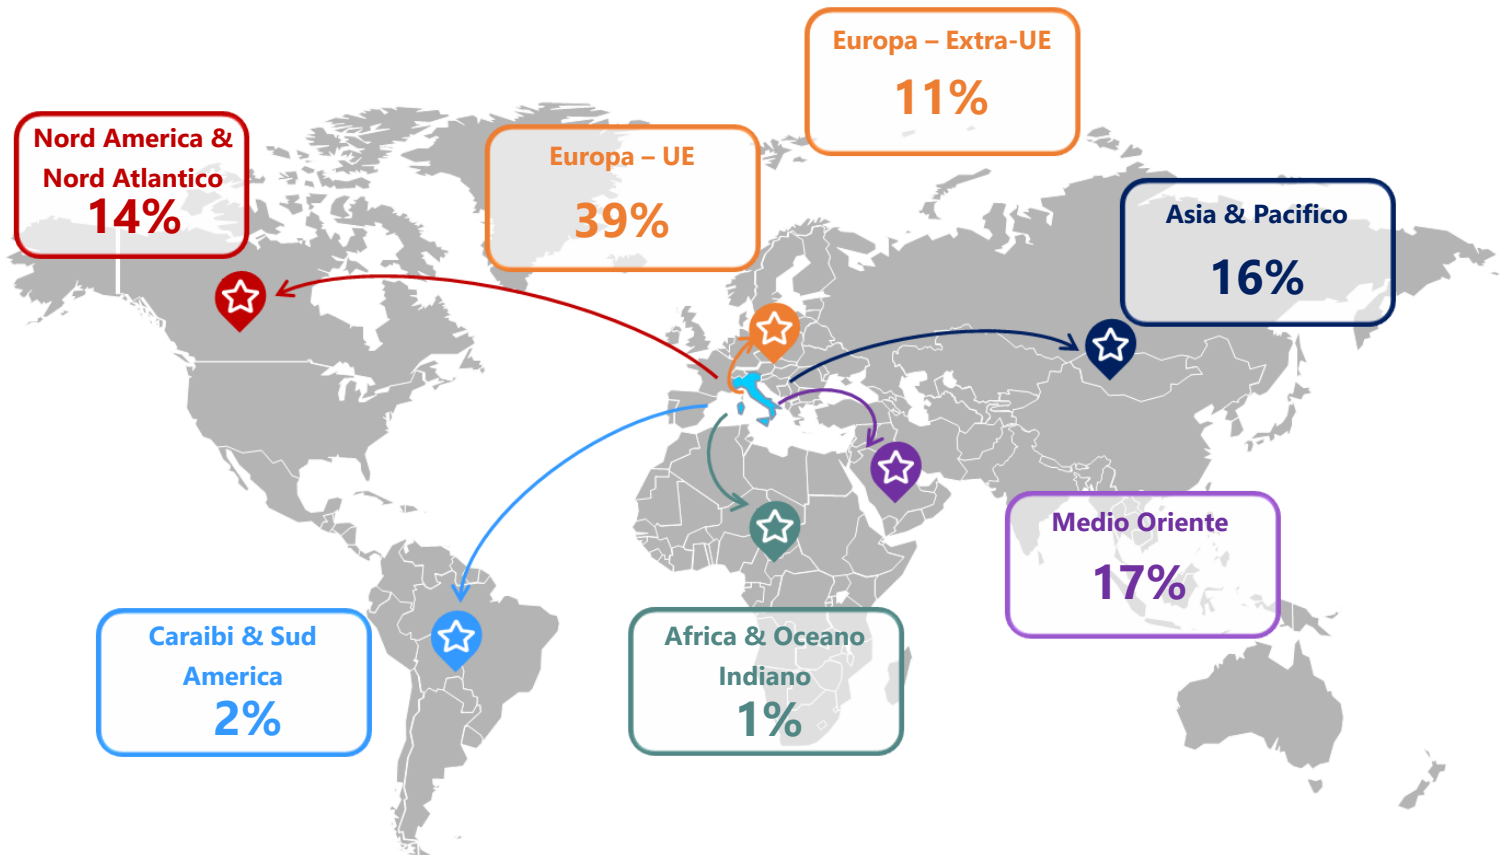 Europa – Extra-UE
11%
Nord America &
Nord Atlantico
14%
Europa – UE
39%
Asia & Pacifico
16%
Medio Oriente
17%
Caraibi & Sud
America
2%
Africa & Oceano
Indiano
1%